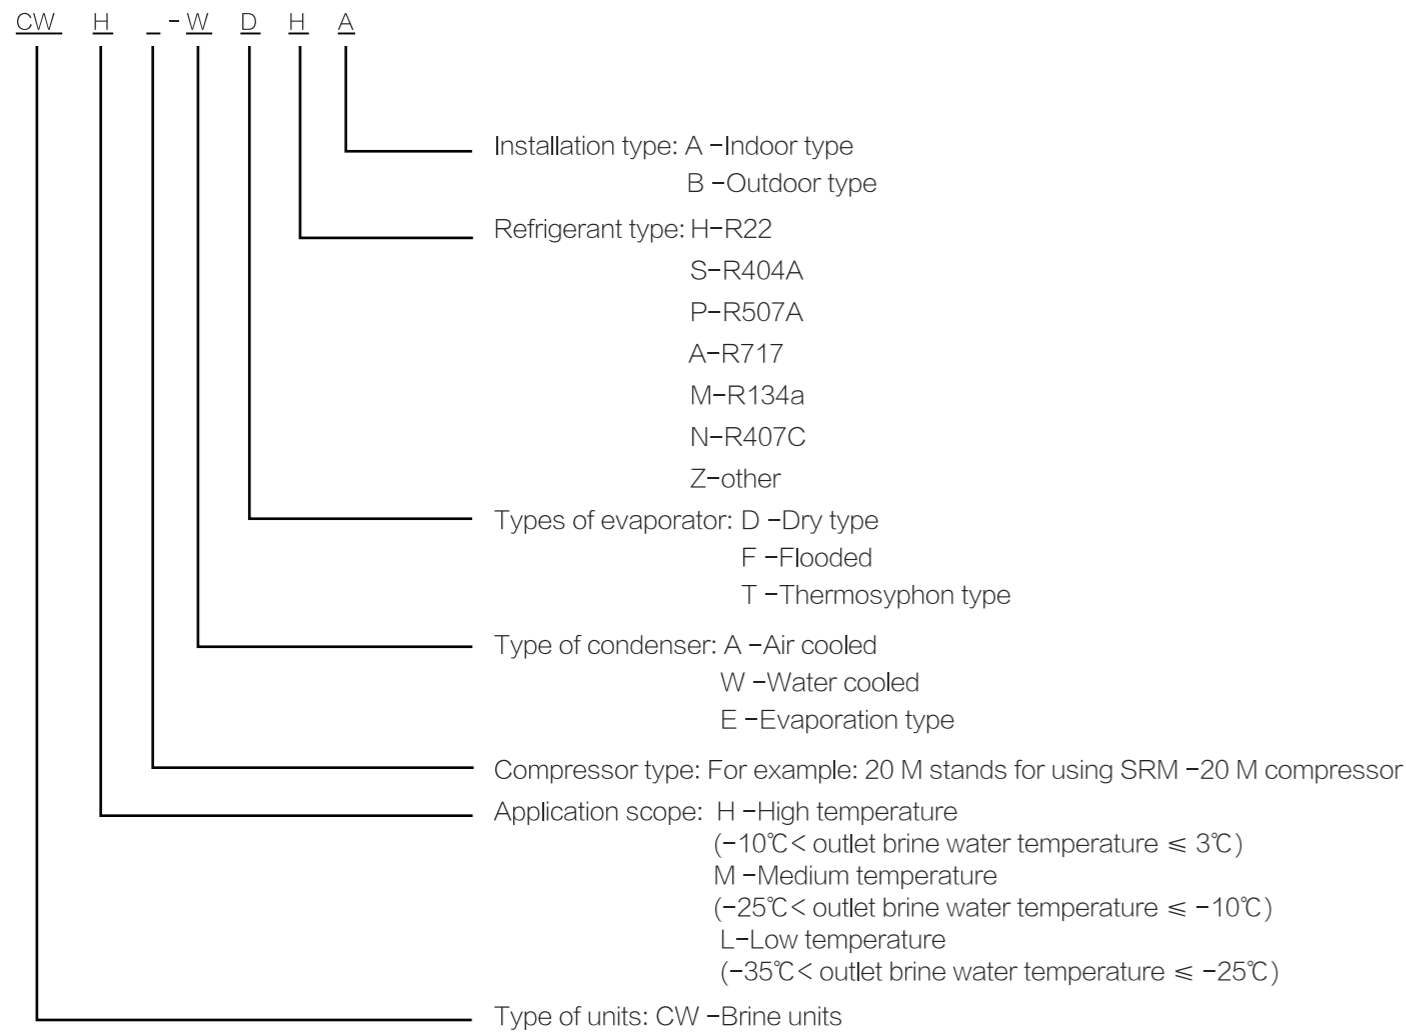 CW H _ - W D H A
Installation type: A -Indoor type
B -Outdoor type
Refrigerant type: H-R22
S-R404A
P-R507A
A-R717
M-R134a
N-R407C
Z-other
Types of evaporator: D -Dry type
F -Flooded
T -Thermosyphon type
Type of condenser: A -Air cooled
W -Water cooled
E -Evaporation type
Compressor type: For example: 20 M stands for using SRM -20 M compressor
Application scope: H -High temperature
(-10℃< outlet brine water temperature ≤ 3℃)
M -Medium temperature
(-25℃< outlet brine water temperature ≤ -10℃)
L-Low temperature
(-35℃< outlet brine water temperature ≤ -25℃)
Type of units: CW -Brine units